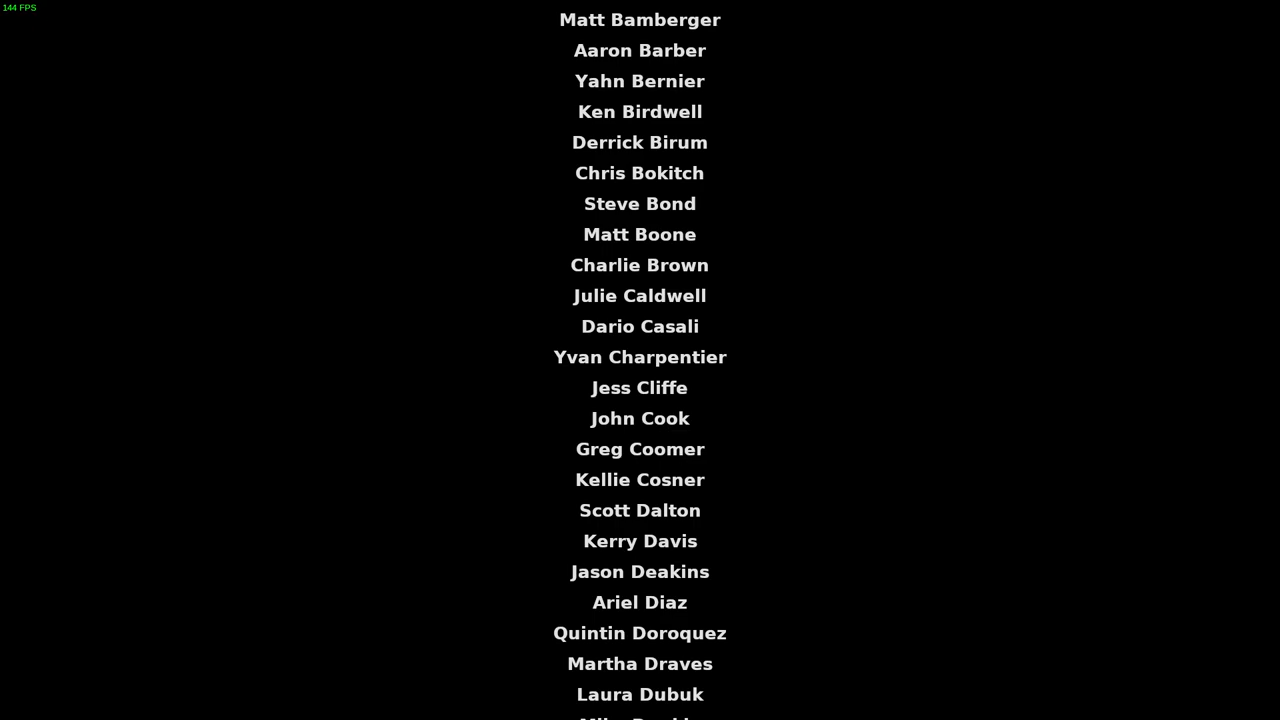 144 FPS
Matt Bamberger
Aaron Barber
Yahn Bernier
Ken Birdwell
Derrick Birum
Chris Bokitch
Steve Bond
Matt Boone
Charlie Brown
Julie Caldwell
Dario Casali
Yvan Charpentier
Jess Cliffe
John Cook
Greg Coomer
Kellie Cosner
Scott Dalton
Kerry Davis
Jason Deakins
Ariel Diaz
Quintin Doroquez
Martha Draves
Laura Dubuk